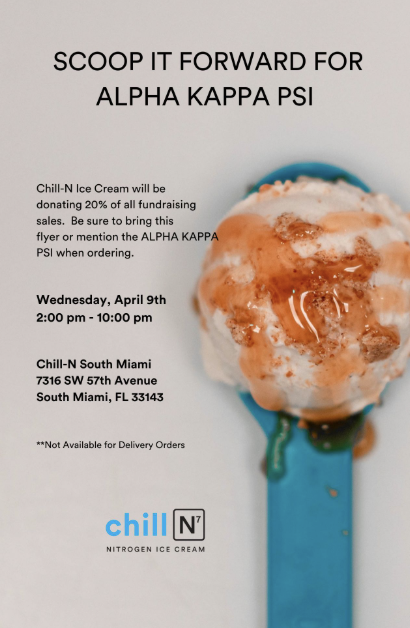 SCOOP IT FORWARD FOR
ALPHA KAPPA PSI
Chill-N Ice Cream will be
donating 20% of all fundraising
sales.  Be sure to bring this
flyer or mention the ALPHA KAPPA
PSI when ordering.
Wednesday, April 9th
2:00 pm - 10:00 pm
Chill-N South Miami
7316 SW 57th Avenue
South Miami, FL 33143
**Not Available for Delivery Orders
chill N7
NITROGEN ICE CREAM